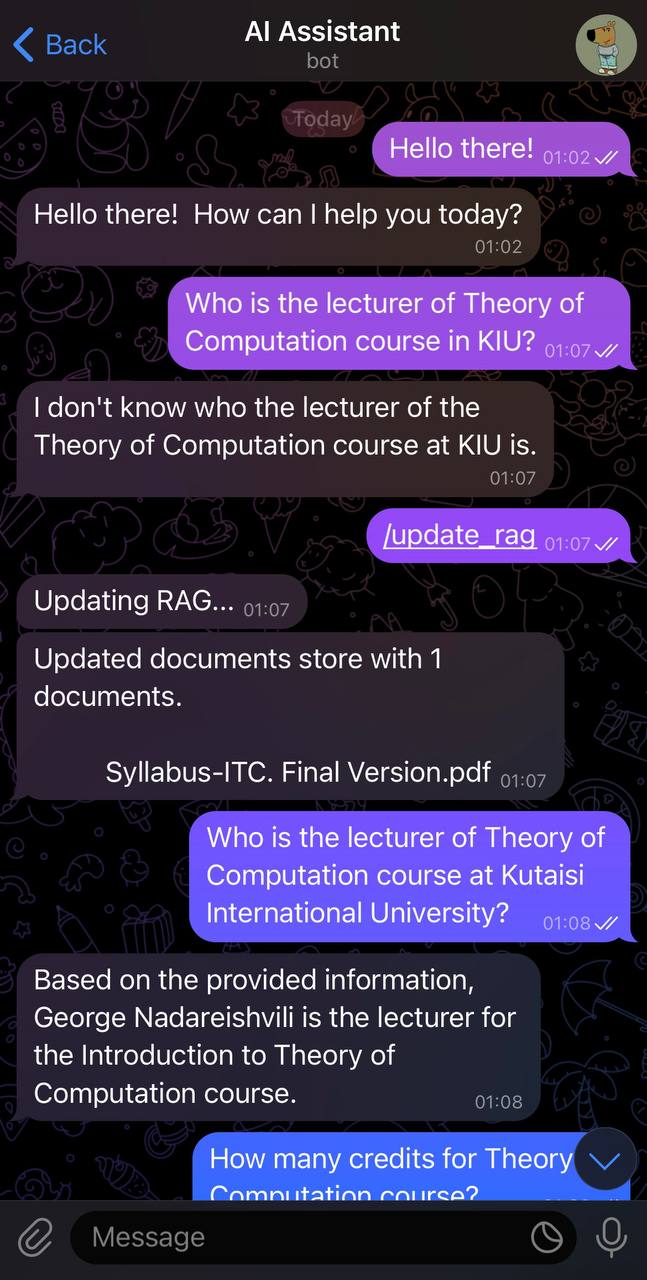 Back
AI Assistant
bot
Today
Hello there! 01:02
Hello there!  How can I help you today?
01:02
Who is the lecturer of Theory of
Computation course in KIU? 01:07
I don't know who the lecturer of the
Theory of Computation course at KIU is.
01:07
/update_rag 01:07
Updating RAG... 01:07
Updated documents store with 1
documents.
Syllabus-ITC. Final Version.pdf 01:07
Who is the lecturer of Theory of
Computation course at Kutaisi
International University? 01:08
Based on the provided information,
George Nadareishvili is the lecturer for
the Introduction to Theory of
Computation course. 01:08
How many credits for Theory
Computation course?
Message